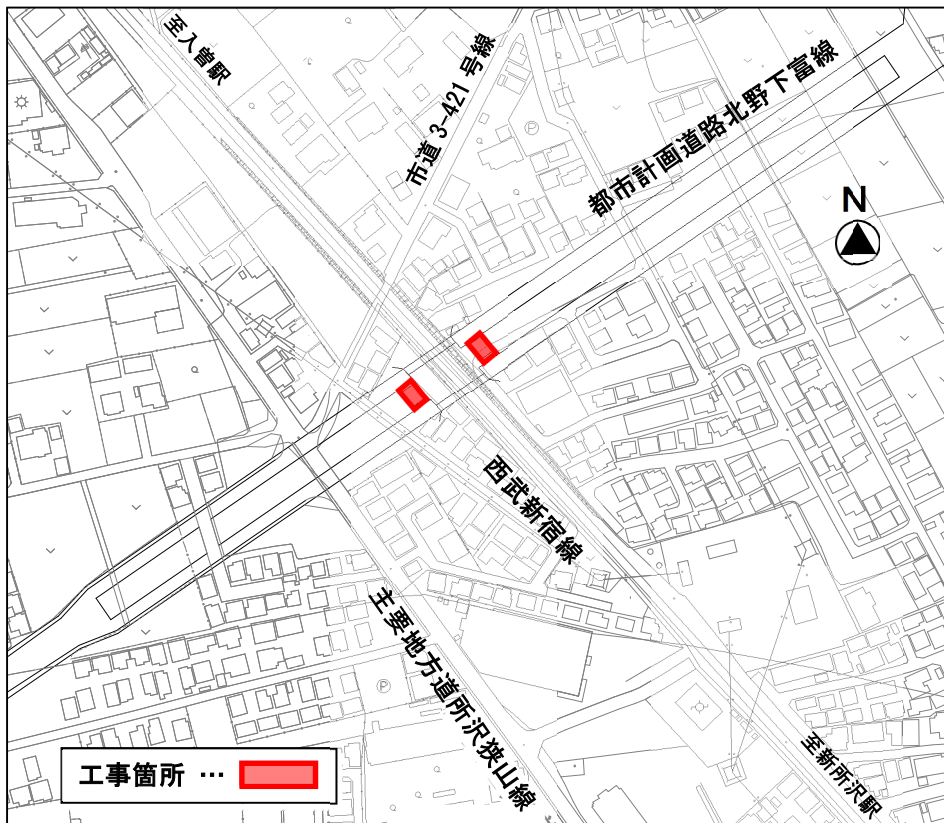 至入曽駅
市道 3-421 号線
都市計画道路北野下富線
N
西武新宿線
主要地方道所沢狭山線
至新所沢駅
工事箇所 …